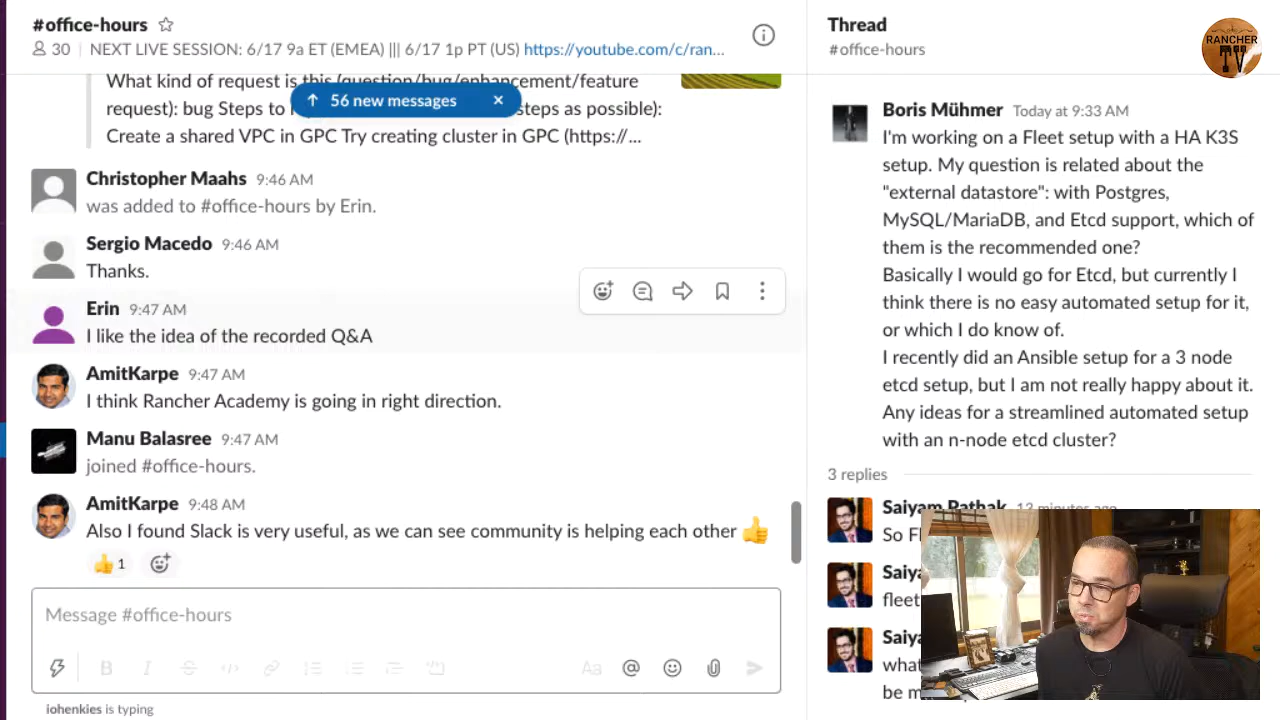 #office-hours
30 | NEXT LIVE SESSION: 6/17 9a ET (EMEA) ||| 6/17 1p PT (US) https://youtube.com/c/ran...
What kind of request is this (question/bug/enhancement/feature
request): bug Steps to steps as possible):
56 new messages
Create a shared VPC in GPC Try creating cluster in GPC (https://...
Christopher Maahs 9:46 AM
was added to #office-hours by Erin.
Sergio Macedo 9:46 AM
Thanks.
Erin 9:47 AM
I like the idea of the recorded Q&A
AmitKarpe 9:47 AM
I think Rancher Academy is going in right direction.
Manu Balasree 9:47 AM
joined #office-hours.
AmitKarpe 9:48 AM
Also I found Slack is very useful, as we can see community is helping each other 👍
👍 1
Message #office-hours
B I S </> Aa @
iohenkies is typing
Thread
#office-hours
RANCHER
TV
Boris Mühmer Today at 9:33 AM
I'm working on a Fleet setup with a HA K3S
setup. My question is related about the
"external datastore": with Postgres,
MySQL/MariaDB, and Etcd support, which of
them is the recommended one?
Basically I would go for Etcd, but currently I
think there is no easy automated setup for it,
or which I do know of.
I recently did an Ansible setup for a 3 node
etcd setup, but I am not really happy about it.
Any ideas for a streamlined automated setup
with an n-node etcd cluster?
3 replies
Saiyam Pathak 12 minutes ago
So
fleet
be